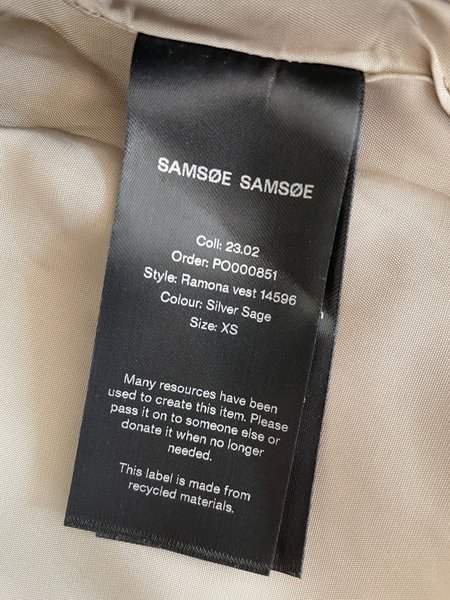 SAMSØE SAMSØE
Coll: 23.02
Order: PO000851
Style: Ramona vest 14596
Colour: Silver Sage
Size: XS
Many resources have been
used to create this item. Please
pass it on to someone else or
donate it when no longer
needed.
This label is made from
recycled materials.